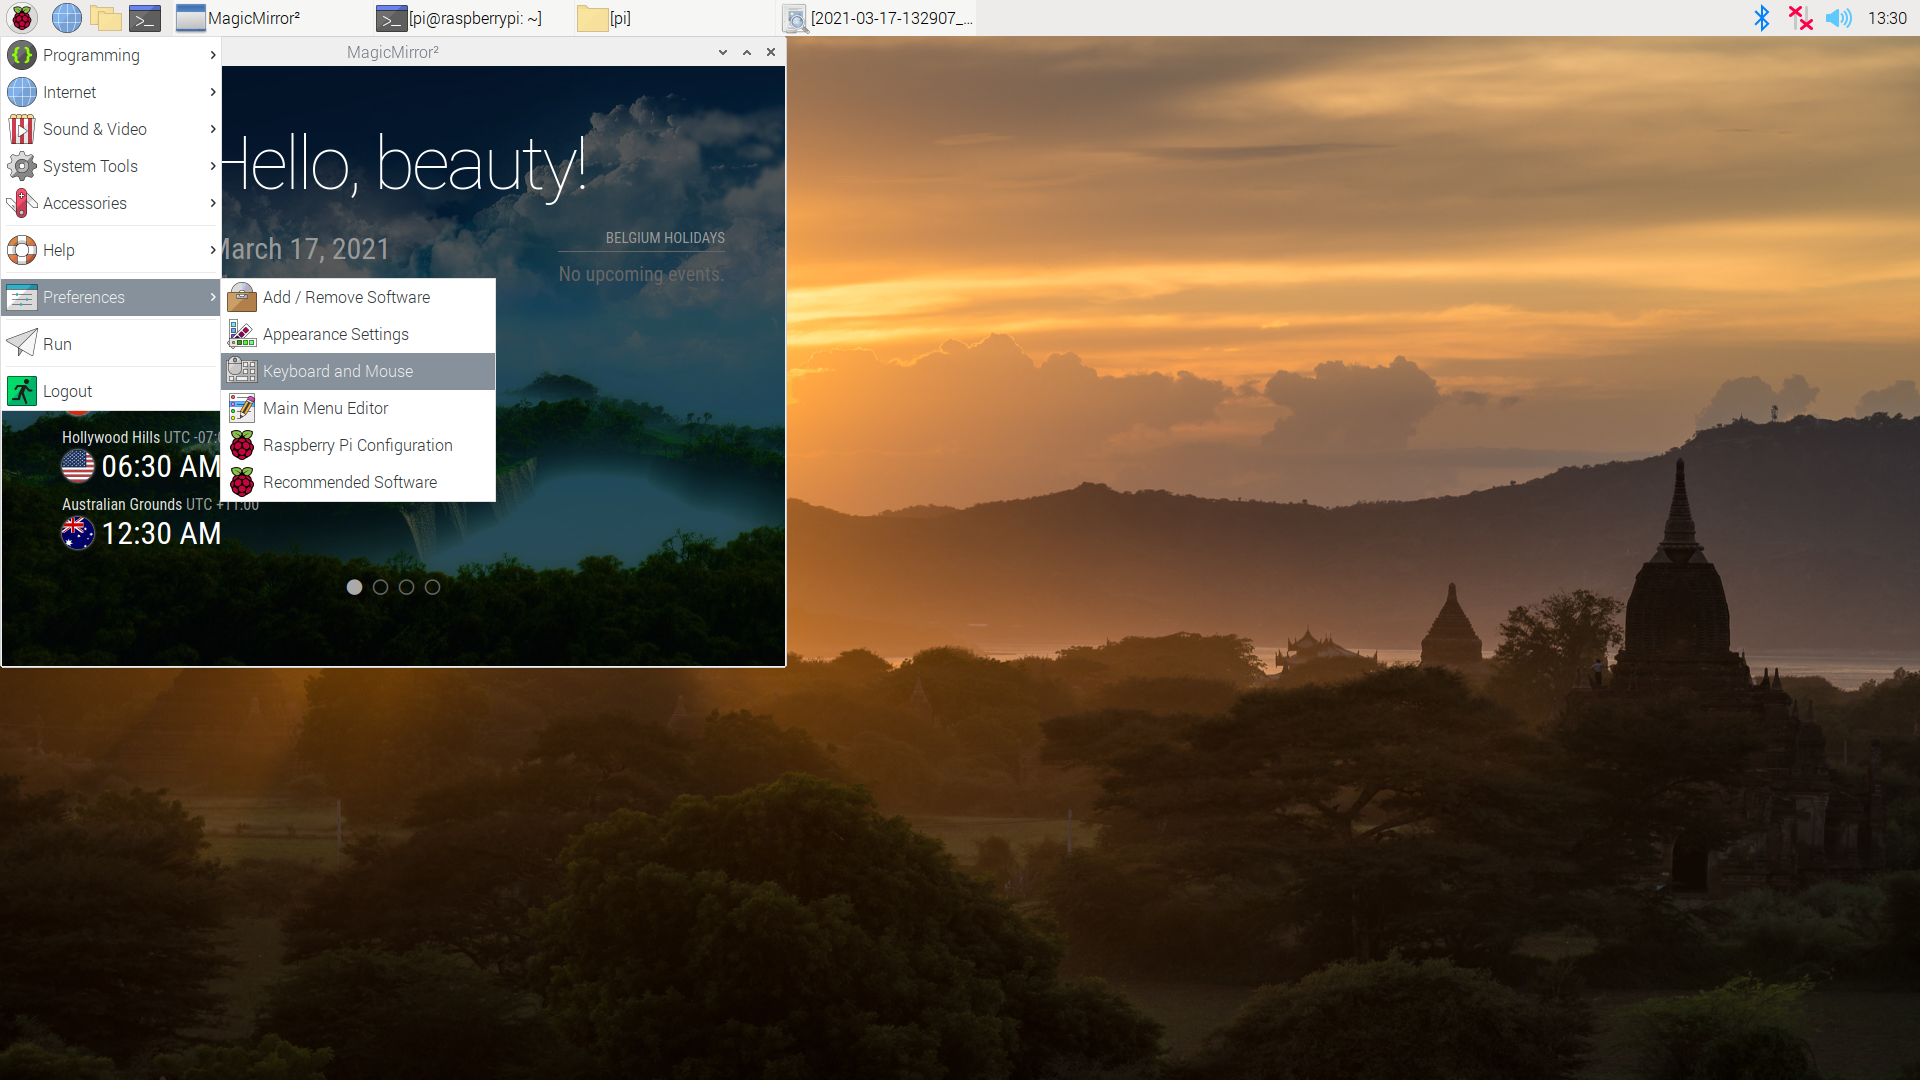 MagicMirror²
[pi@raspberrypi: ~]
[pi]
[2021-03-17-132907_...
13:30
MagicMirror²
Programming
Internet
Sound & Video
System Tools
Accessories
Help
Preferences
Run
Logout
Add / Remove Software
Appearance Settings
Keyboard and Mouse
Main Menu Editor
Raspberry Pi Configuration
Recommended Software
Hello, beauty!
March 17, 2021
BELGIUM HOLIDAYS
No upcoming events.
Hollywood Hills UTC -07:
06:30 AM
Australian Grounds UTC +11:00
12:30 AM